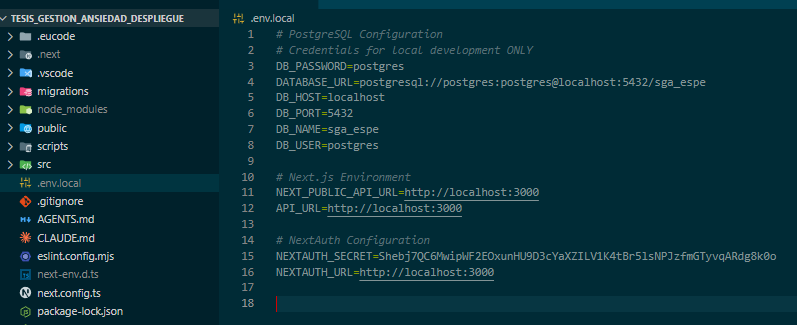 TESIS_GESTION_ANSIEDAD_DESPLIEGUE
.eucode
.next
.vscode
migrations
node_modules
public
scripts
src
.env.local
.gitignore
AGENTS.md
CLAUDE.md
eslint.config.mjs
next-env.d.ts
next.config.ts
package-lock.json
.env.local
1 # PostgreSQL Configuration
2 # Credentials for local development ONLY
3 DB_PASSWORD=postgres
4 DATABASE_URL=postgresql://postgres:postgres@localhost:5432/sga_espe
5 DB_HOST=localhost
6 DB_PORT=5432
7 DB_NAME=sga_espe
8 DB_USER=postgres
9
10 # Next.js Environment
11 NEXT_PUBLIC_API_URL=http://localhost:3000
12 API_URL=http://localhost:3000
13
14 # NextAuth Configuration
15 NEXTAUTH_SECRET=Shebj7QC6MwipWF2EOxunHU9D3cYaXZILV1K4tBr5lsNPJzfmGTyvqARdg8k0o
16 NEXTAUTH_URL=http://localhost:3000
17
18